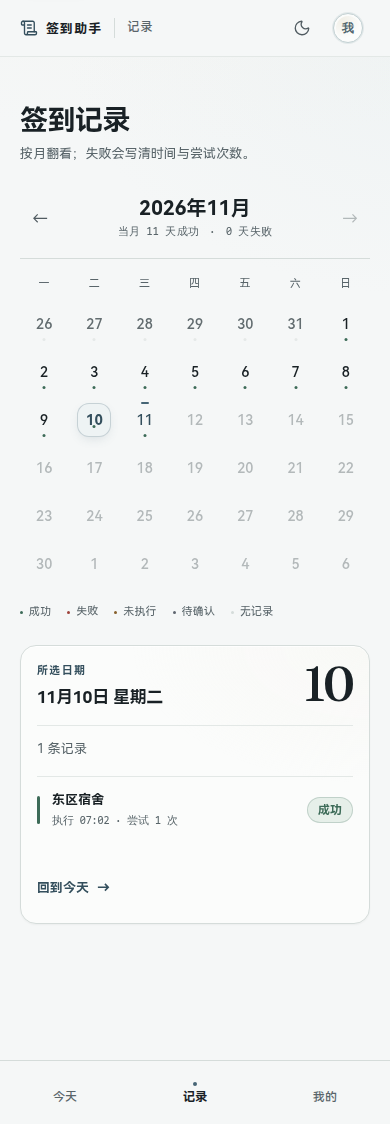 签到助手 记录 我
签到记录
按月翻看；失败会写清时间与尝试次数。
← 2026年11月 →
当月 11 天成功 · 0 天失败
一 二 三 四 五 六 日
26 27 28 29 30 31 1
2 3 4 5 6 7 8
9 10 11 12 13 14 15
16 17 18 19 20 21 22
23 24 25 26 27 28 29
30 1 2 3 4 5 6
成功 失败 未执行 待确认 无记录
所选日期
11月10日 星期二 10
1 条记录
东区宿舍
执行 07:02 · 尝试 1 次 成功
回到今天 →
今天 记录 我的